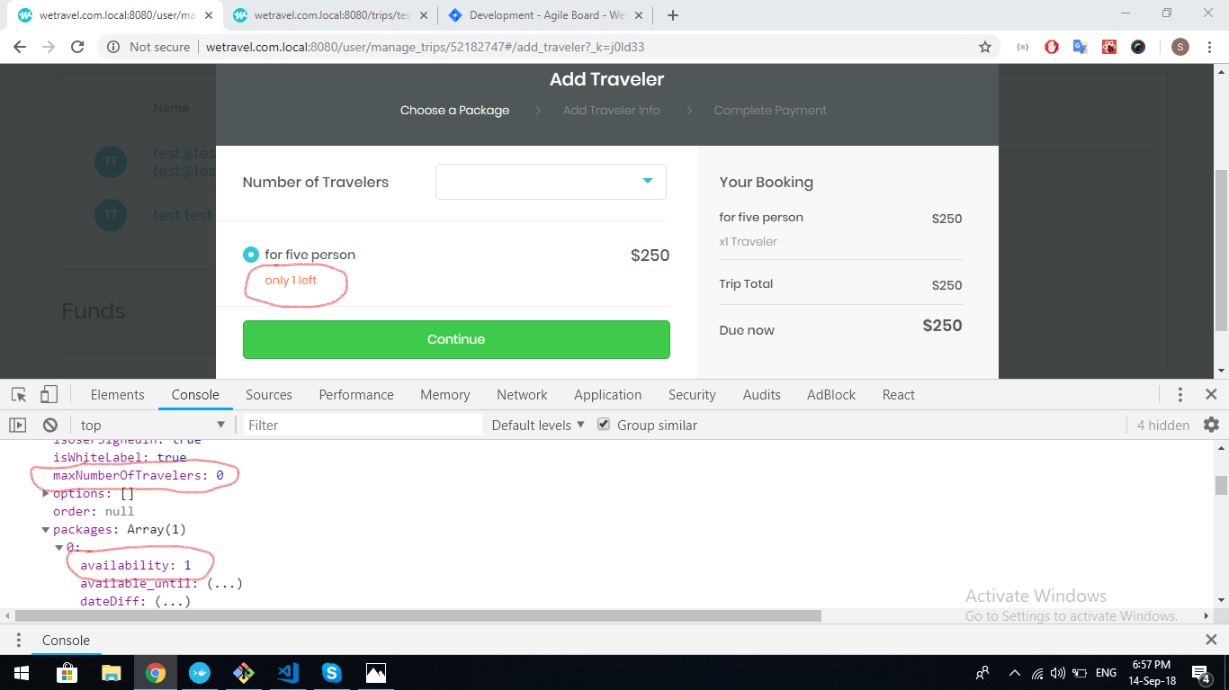 wetravel.com.local:8080/user/ma
wetravel.com.local:8080/trips/tes
Development - Agile Board - We
Not secure
wetravel.com.local:8080/user/manage_trips/52182747#/add_traveler?_k=j0ld33
S
Add Traveler
Choose a Package > Add Traveler Info > Complete Payment
Name
TT
test@tes
test@tes
TT
test test
Funds
Number of Travelers
for five person
$250
only 1 left
Continue
Your Booking
for five person $250
x1 Traveler
Trip Total $250
Due now $250
Elements Console Sources Performance Memory Network Application Security Audits AdBlock React
top Filter Default levels Group similar 4 hidden
isUserSignedIn: true
isWhiteLabel: true
maxNumberOfTravelers: 0
options: []
order: null
packages: Array(1)
0:
availability: 1
available_until: (...)
dateDiff: (...)
Activate Windows
Go to Settings to activate Windows.
Console
ENG
6:57 PM
14-Sep-18
4